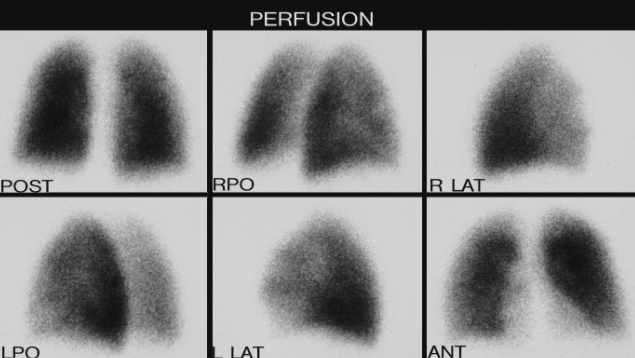 PERFUSION
POST
RPO
R LAT
LPO
L LAT
ANT